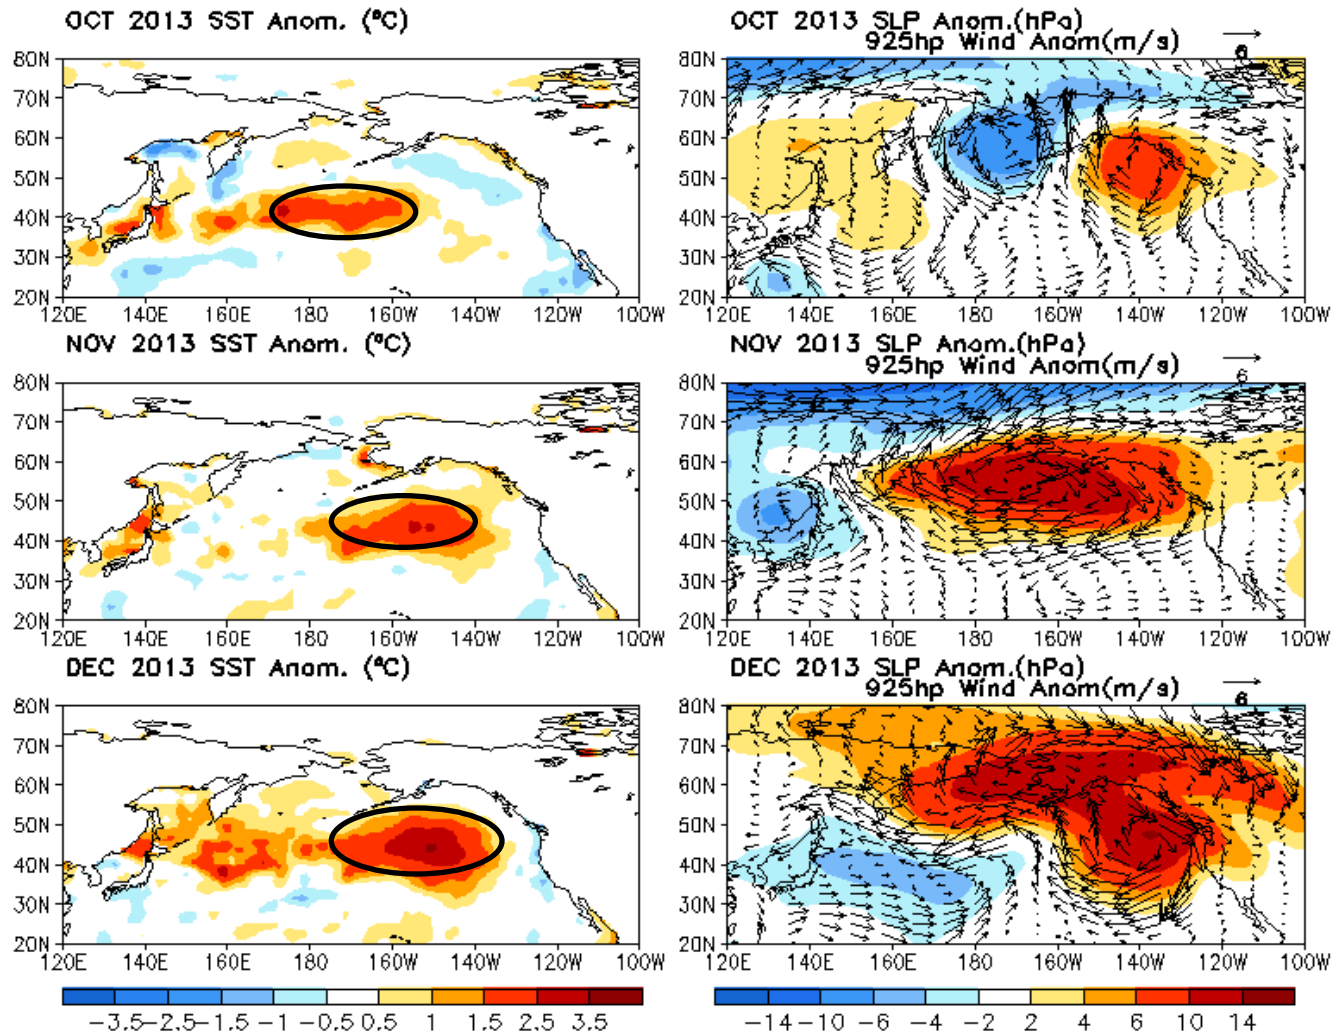 OCT 2013 SST Anom. (°C)
OCT 2013 SLP Anom.(hPa)
925hp Wind Anom(m/s)
6
80N
70N
60N
50N
40N
30N
20N
120E 140E 160E 180 160W 140W 120W 100W
80N
70N
60N
50N
40N
30N
20N
120E 140E 160E 180 160W 140W 120W 100W
NOV 2013 SST Anom. (°C)
NOV 2013 SLP Anom.(hPa)
925hp Wind Anom(m/s)
6
80N
70N
60N
50N
40N
30N
20N
120E 140E 160E 180 160W 140W 120W 100W
80N
70N
60N
50N
40N
30N
20N
120E 140E 160E 180 160W 140W 120W 100W
DEC 2013 SST Anom. (°C)
DEC 2013 SLP Anom.(hPa)
925hp Wind Anom(m/s)
6
80N
70N
60N
50N
40N
30N
20N
120E 140E 160E 180 160W 140W 120W 100W
80N
70N
60N
50N
40N
30N
20N
120E 140E 160E 180 160W 140W 120W 100W
-3.5 -2.5 -1.5 -1 -0.5 0.5 1 1.5 2.5 3.5
-14 -10 -6 -4 -2 2 4 6 10 14